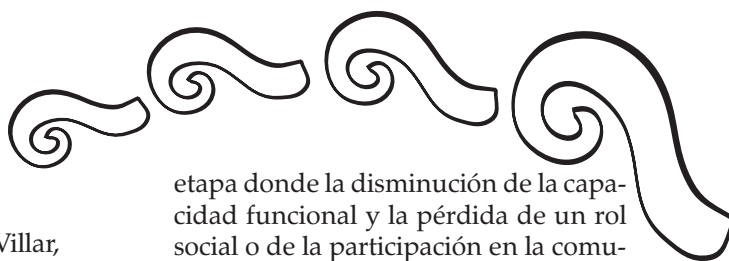 etapa donde la disminución de la capa-
cidad funcional y la pérdida de un rol
Villar,
social o de la participación en la comu-